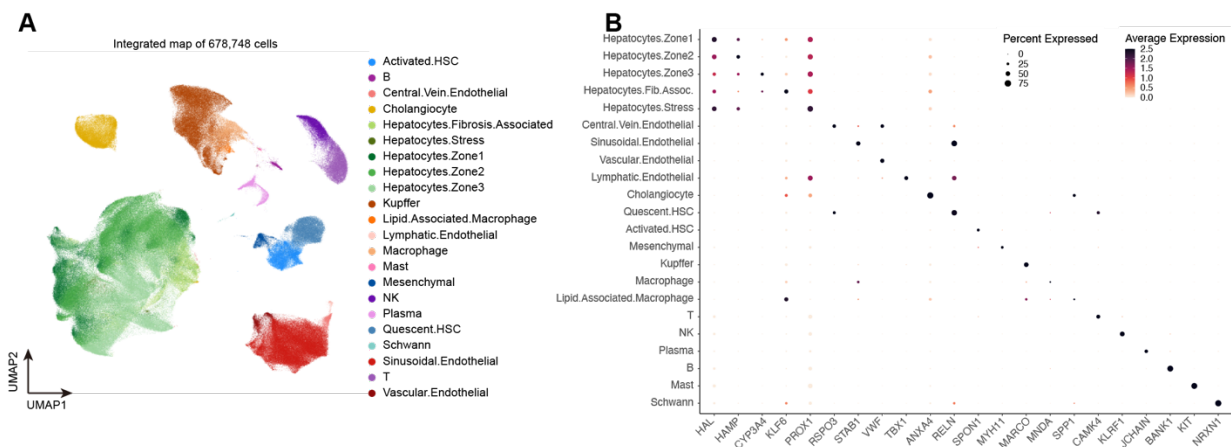 A
Integrated map of 678,748 cells
Activated.HSC
B
Central.Vein.Endothelial
Cholangiocyte
Hepatocytes.Fibrosis.Associated
Hepatocytes.Stress
Hepatocytes.Zone1
Hepatocytes.Zone2
Hepatocytes.Zone3
Kupffer
Lipid.Associated.Macrophage
Lymphatic.Endothelial
Macrophage
Mast
Mesenchymal
NK
Plasma
Quescent.HSC
Schwann
Sinusoidal.Endothelial
T
Vascular.Endothelial
UMAP2
UMAP1
B
Hepatocytes.Zone1
Hepatocytes.Zone2
Hepatocytes.Zone3
Hepatocytes.Fib.Assoc.
Hepatocytes.Stress
Central.Vein.Endothelial
Sinusoidal.Endothelial
Vascular.Endothelial
Lymphatic.Endothelial
Cholangiocyte
Quescent.HSC
Activated.HSC
Mesenchymal
Kupffer
Macrophage
Lipid.Associated.Macrophage
T
NK
Plasma
B
Mast
Schwann
Percent Expressed
0
25
50
75
Average Expression
2.5
2.0
1.5
1.0
0.5
0.0
HAL
HAMP
CYP3A4
KLF6
PROX1
RSPO3
STAB1
VWF
TBX1
ANXA4
RELN
SPON1
MYH11
MARCO
MNDA
SPP1
CAMK4
KLRF1
JCHAIN
BANK1
KIT
NRXN1